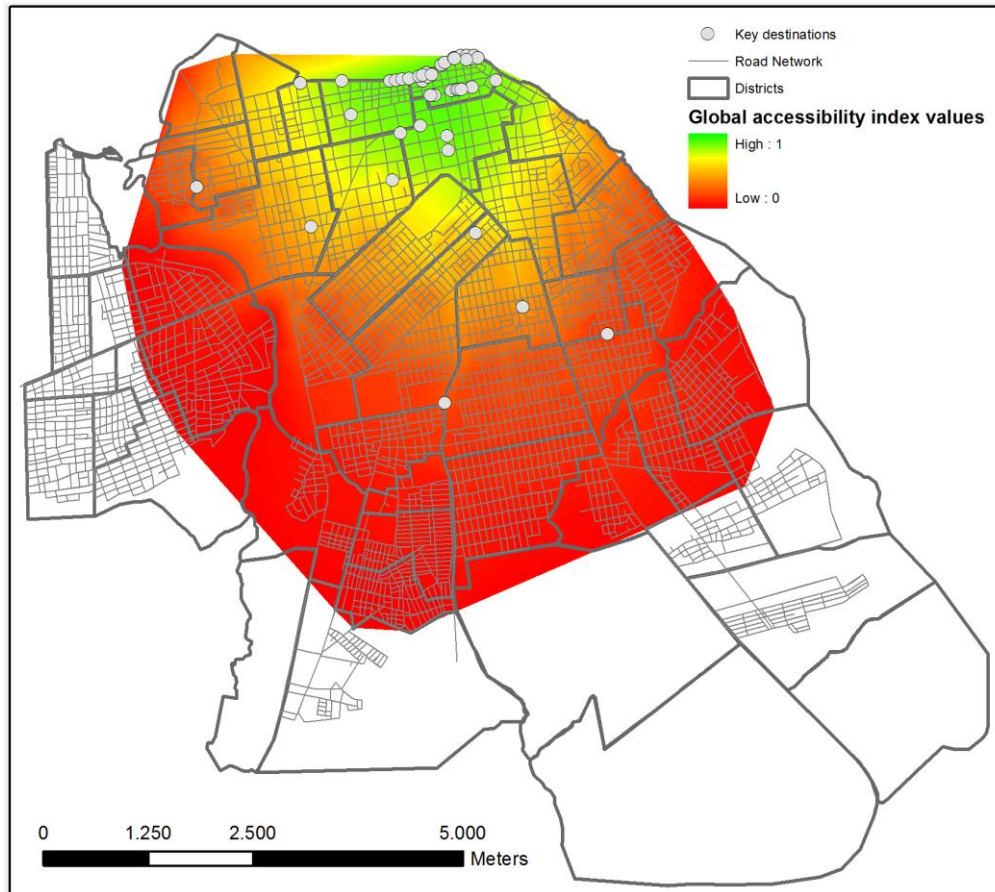 Key destinations
Road Network
Districts
Global accessibility index values
High : 1
Low : 0
0 1.250 2.500 5.000
Meters